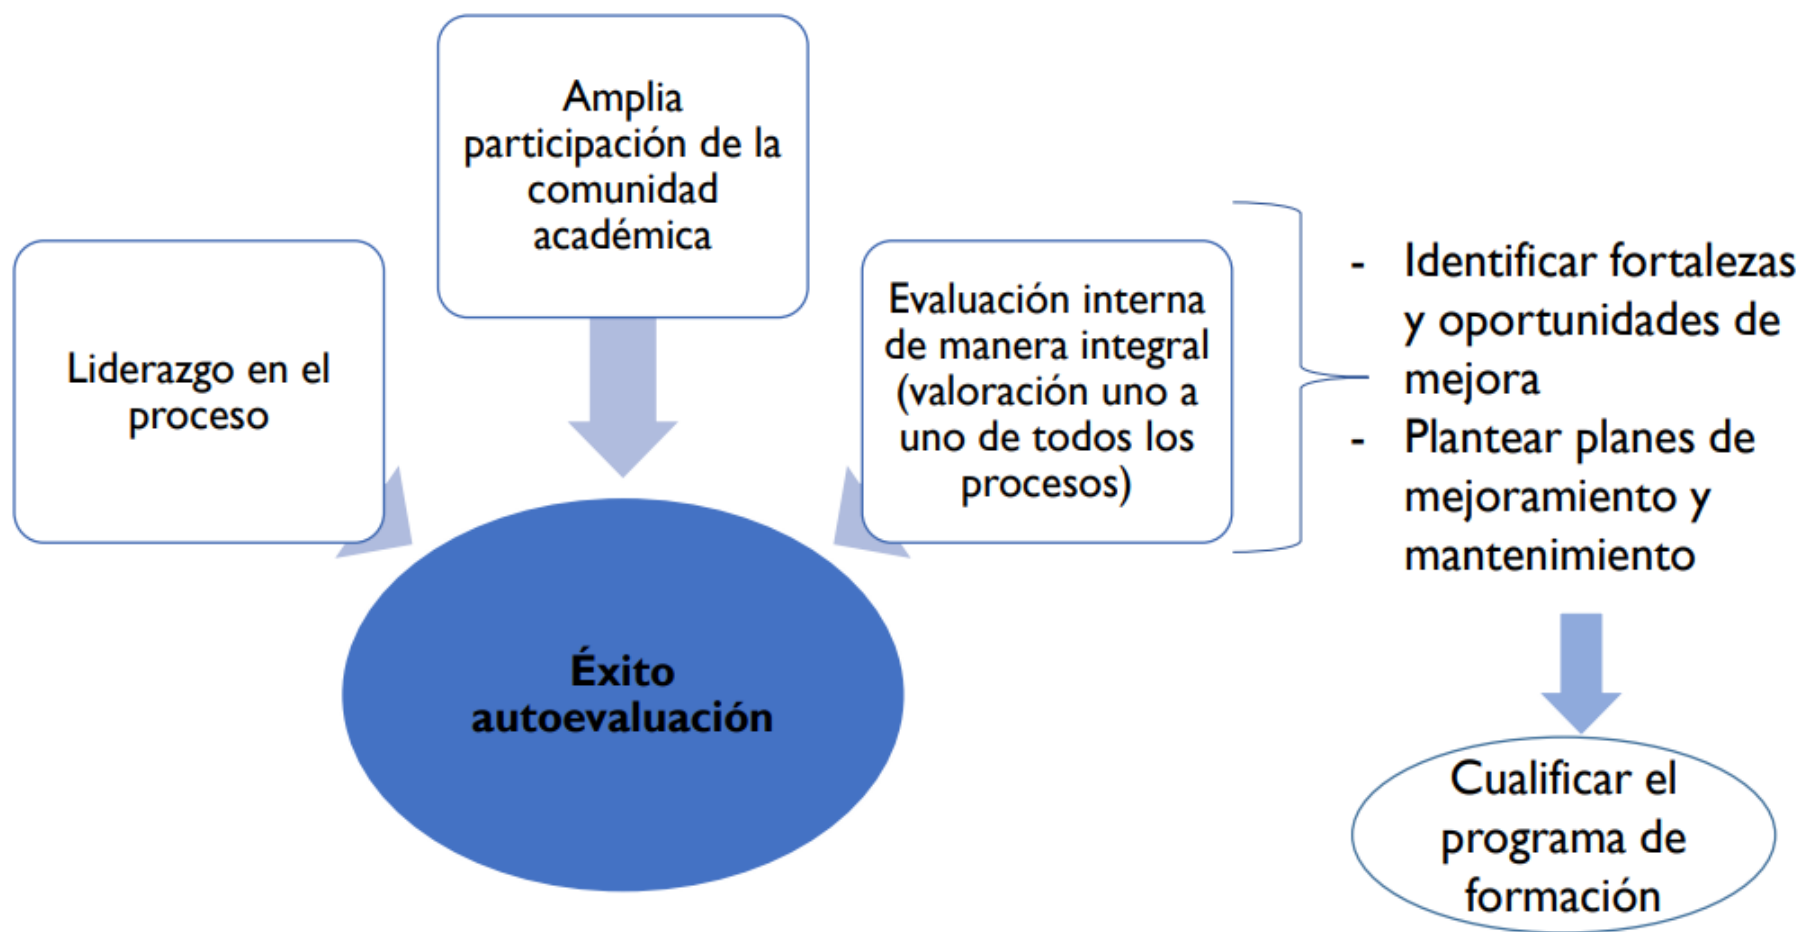 Amplia
participación de la
comunidad
académica
Liderazgo en el
proceso
Evaluación interna
de manera integral
(valoración uno a
uno de todos los
procesos)
- Identificar fortalezas
y oportunidades de
mejora
- Plantear planes de
mejoramiento y
mantenimiento
Éxito
autoevaluación
Cualificar el
programa de
formación